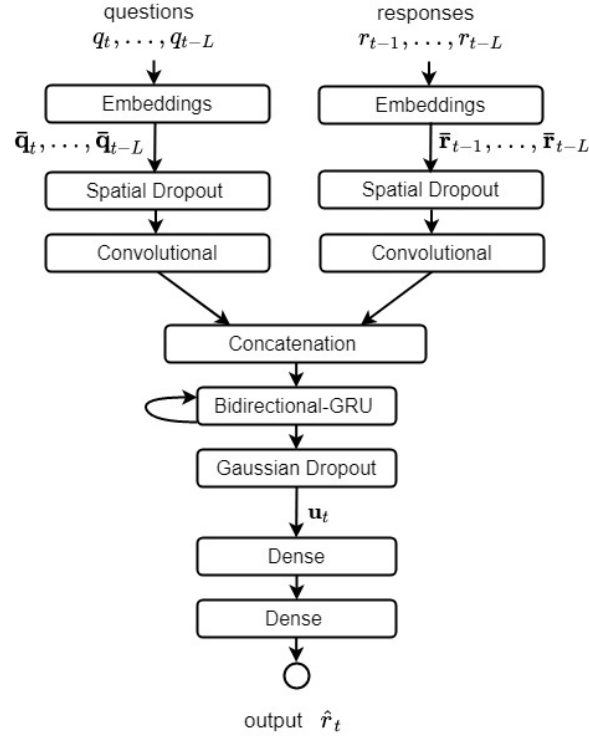 questions
q_t, ..., q_{t-L}
responses
r_{t-1}, ..., r_{t-L}
Embeddings
Embeddings
q̄_t, ..., q̄_{t-L}
r̄_{t-1}, ..., r̄_{t-L}
Spatial Dropout
Spatial Dropout
Convolutional
Convolutional
Concatenation
Bidirectional-GRU
Gaussian Dropout
u_t
Dense
Dense
output r̂_t